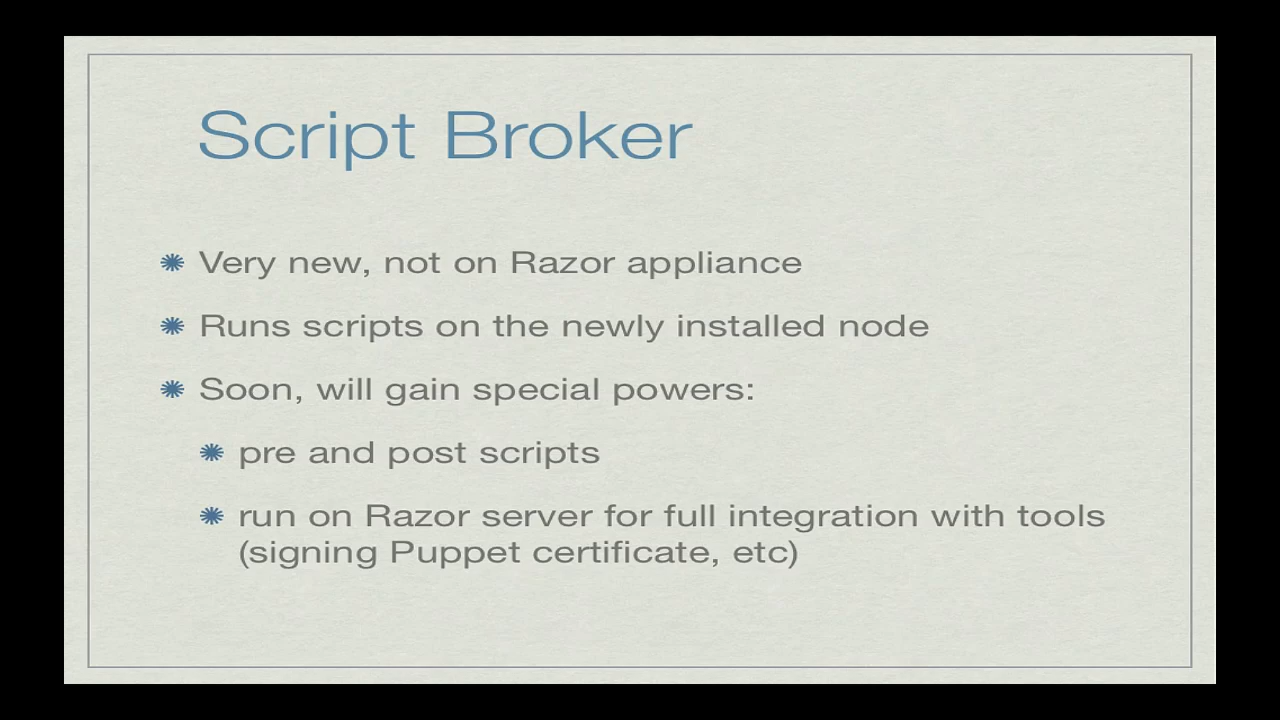 Script Broker
Very new, not on Razor appliance
Runs scripts on the newly installed node
Soon, will gain special powers:
pre and post scripts
run on Razor server for full integration with tools
(signing Puppet certificate, etc)